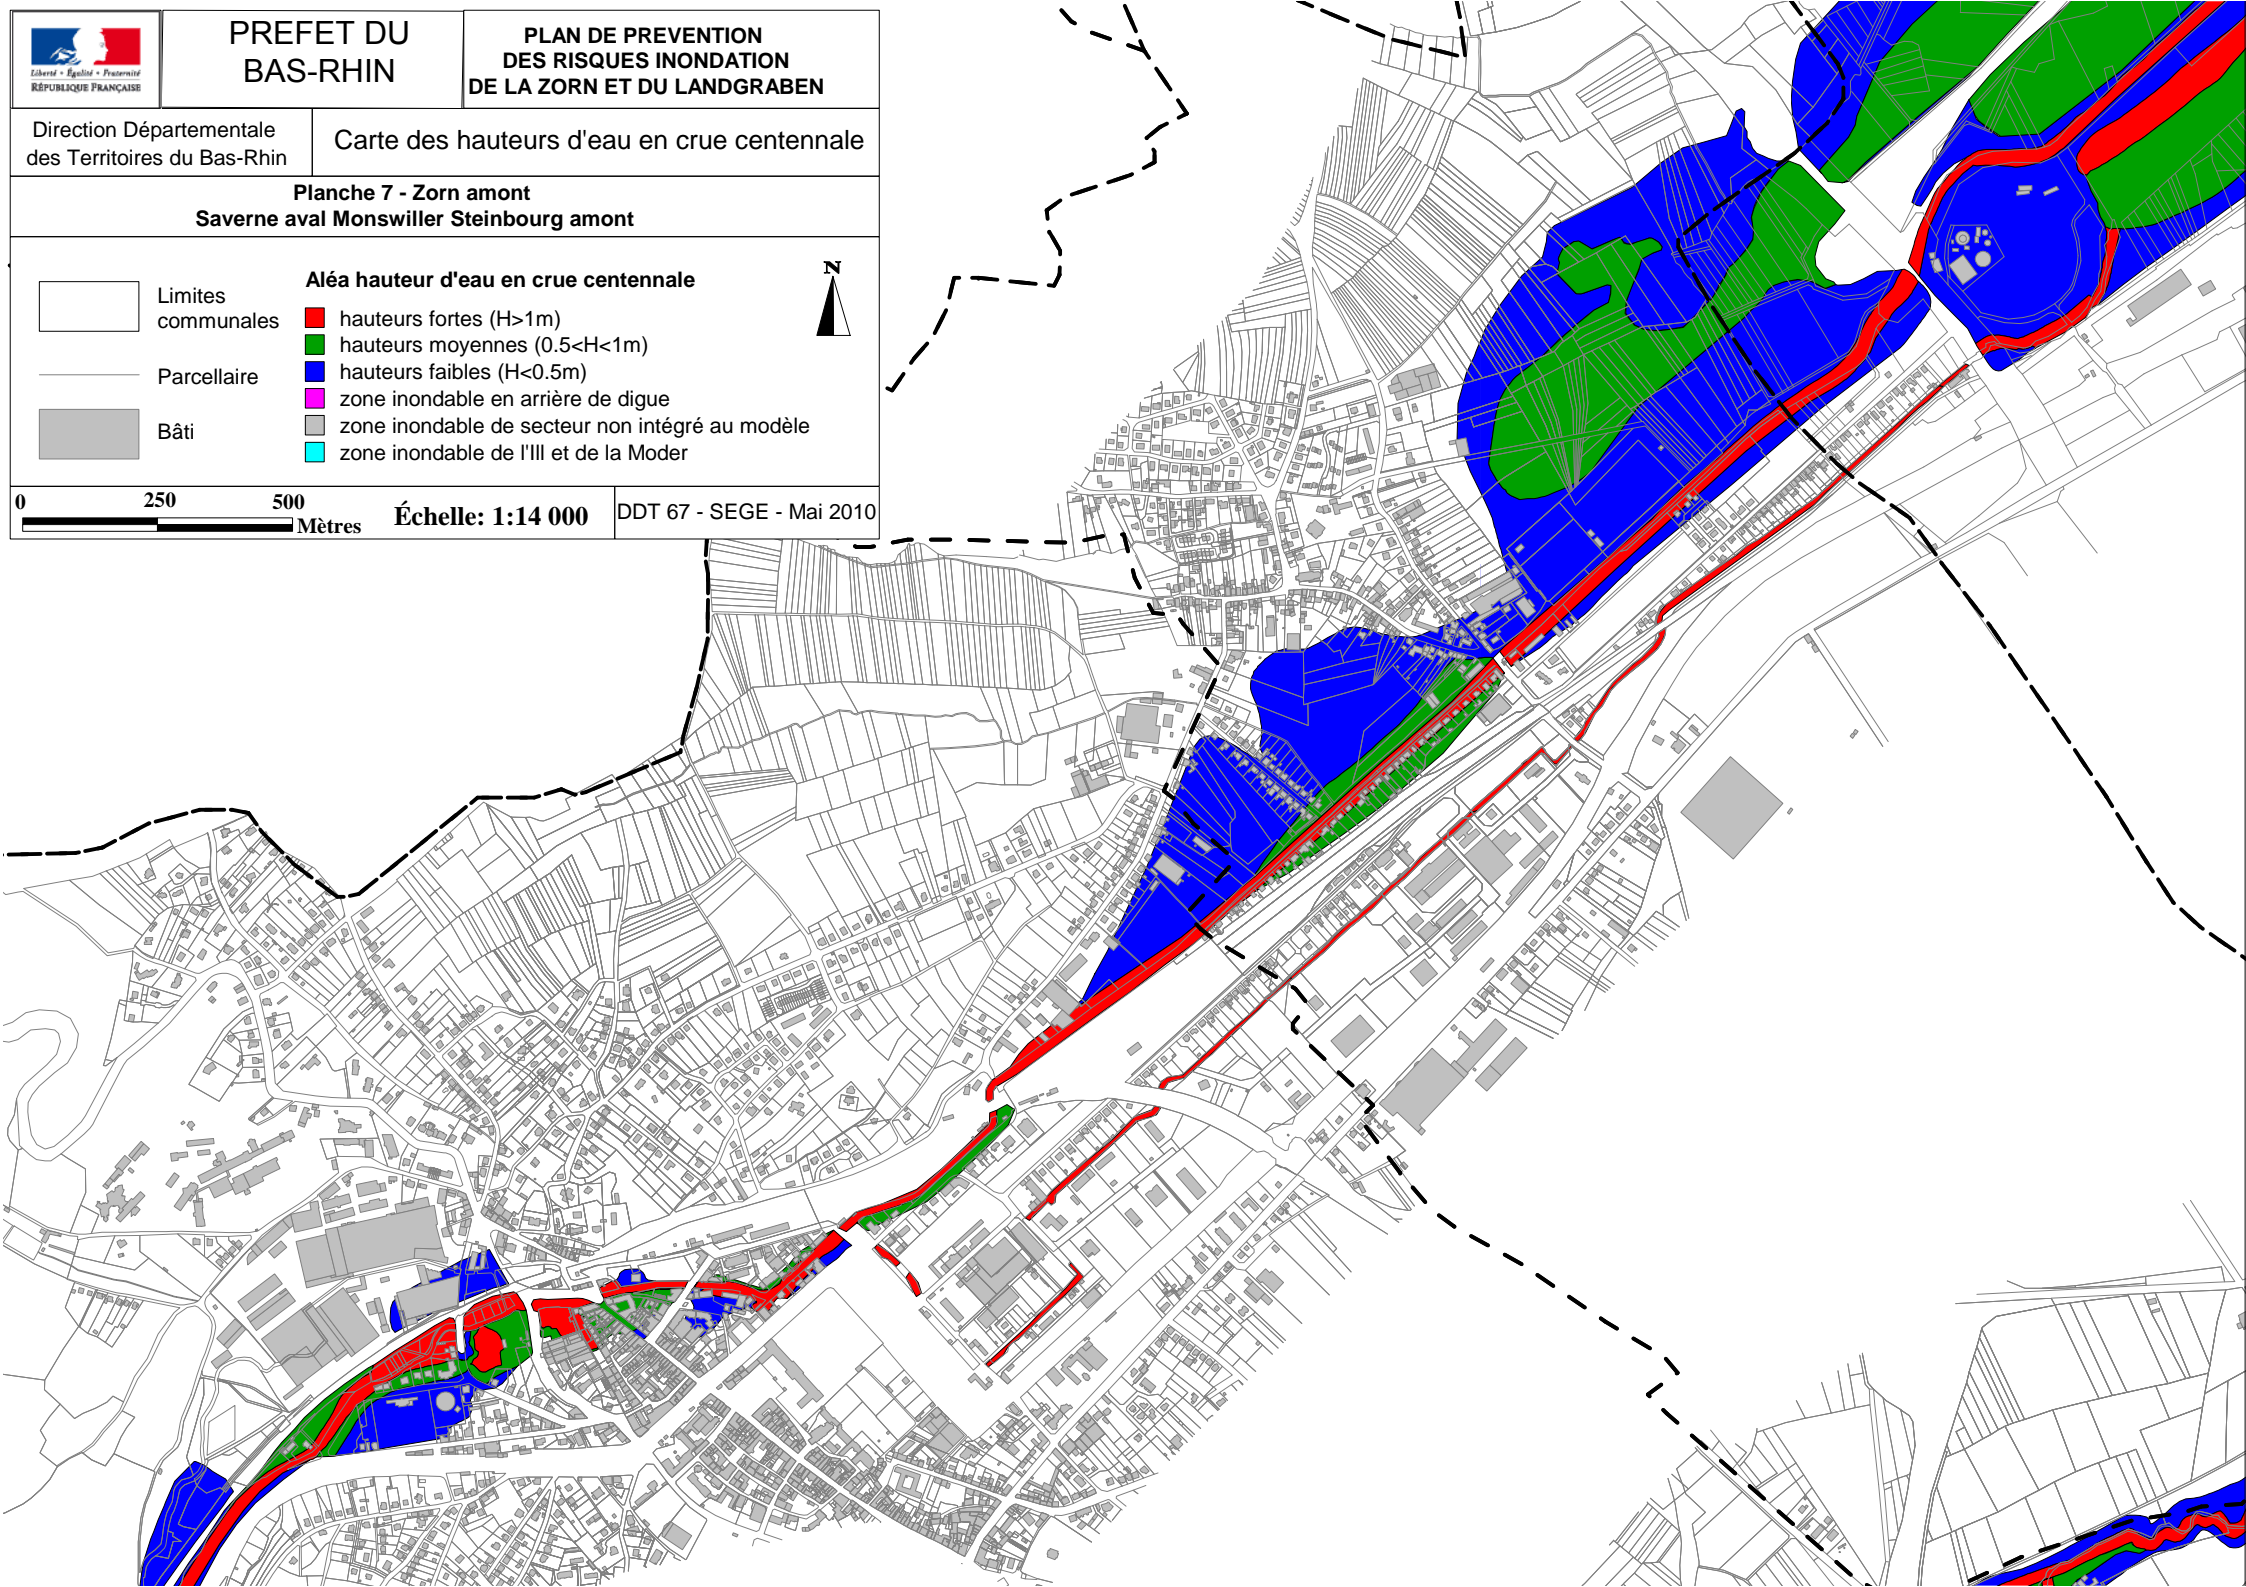 Liberté • Égalité • Fraternité
RÉPUBLIQUE FRANÇAISE
PREFET DU
BAS-RHIN
PLAN DE PREVENTION
DES RISQUES INONDATION
DE LA ZORN ET DU LANDGRABEN
Direction Départementale
des Territoires du Bas-Rhin
Carte des hauteurs d'eau en crue centennale
Planche 7 - Zorn amont
Saverne aval Monswiller Steinbourg amont
Limites
communales
Parcellaire
Bâti
Aléa hauteur d'eau en crue centennale
hauteurs fortes (H>1m)
hauteurs moyennes (0.5<H<1m)
hauteurs faibles (H<0.5m)
zone inondable en arrière de digue
zone inondable de secteur non intégré au modèle
zone inondable de l'Ill et de la Moder
N
0 250 500
Mètres
Échelle: 1:14 000
DDT 67 - SEGE - Mai 2010